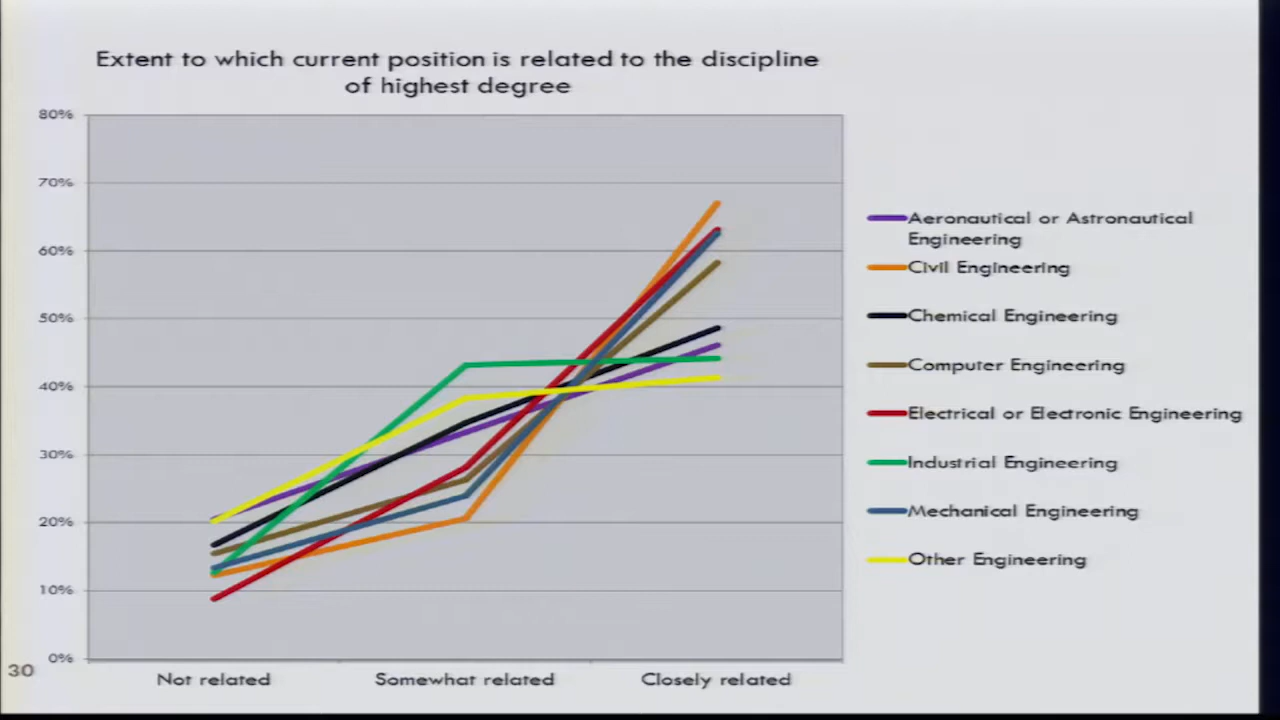 Extent to which current position is related to the discipline
of highest degree
80%
70%
60%
50%
40%
30%
20%
10%
0%
Not related
Somewhat related
Closely related
Aeronautical or Astronautical
Engineering
Civil Engineering
Chemical Engineering
Computer Engineering
Electrical or Electronic Engineering
Industrial Engineering
Mechanical Engineering
Other Engineering
30